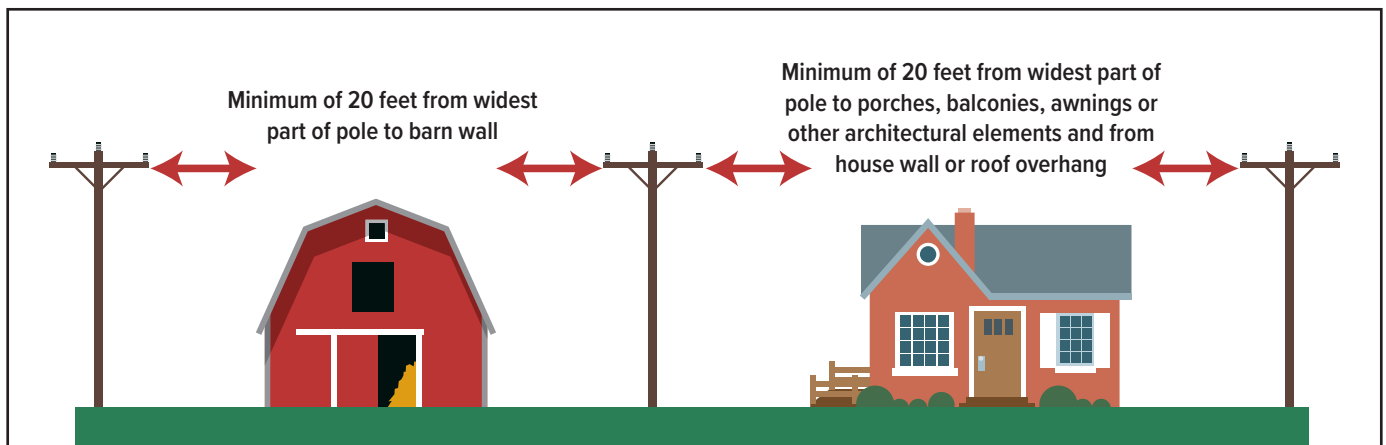 Minimum of 20 feet from widest
part of pole to barn wall
Minimum of 20 feet from widest part of
pole to porches, balconies, awnings or
other architectural elements and from
house wall or roof overhang